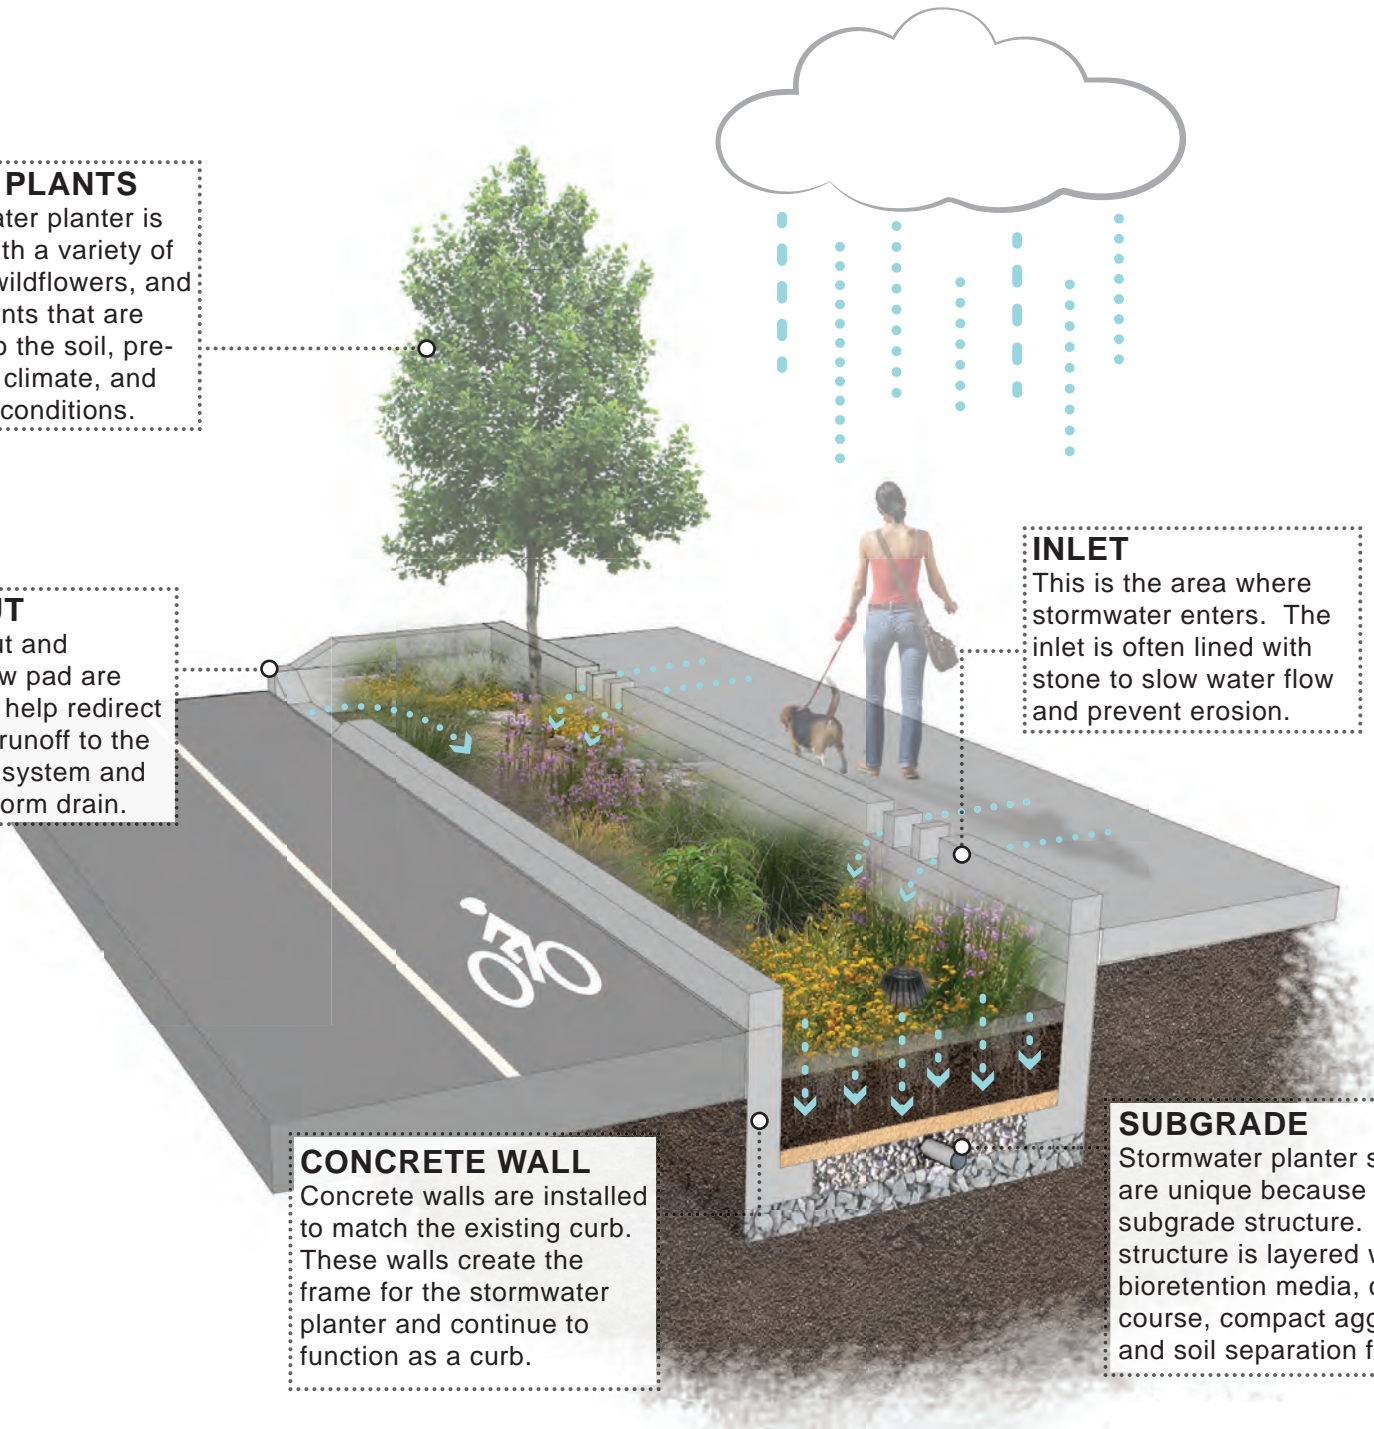 PLANTS
ater planter is
th a variety of
wildflowers, and
nts that are
o the soil, pre-
climate, and
conditions.
UT
ut and
w pad are
help redirect
runoff to the
system and
orm drain.
INLET
This is the area where
stormwater enters.  The
inlet is often lined with
stone to slow water flow
and prevent erosion.
CONCRETE WALL
Concrete walls are installed
to match the existing curb.
These walls create the
frame for the stormwater
planter and continue to
function as a curb.
SUBGRADE
Stormwater planter s
are unique because
subgrade structure.
structure is layered w
bioretention media,
course, compact agg
and soil separation f